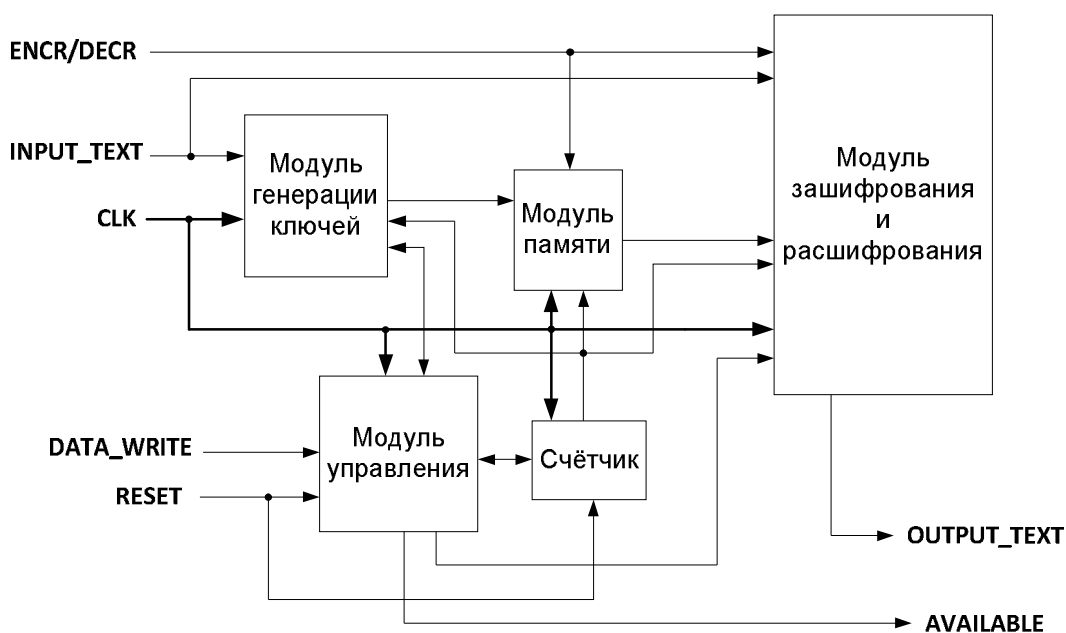 ENCR/DECR
INPUT_TEXT
CLK
Модуль
генерации
ключей
Модуль
памяти
Модуль
зашифрования
и
расшифрования
DATA_WRITE
RESET
Модуль
управления
Счётчик
OUTPUT_TEXT
AVAILABLE